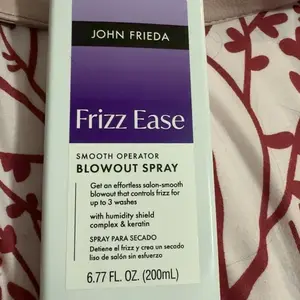 JOHN FRIEDA
Frizz Ease
SMOOTH OPERATOR
BLOWOUT SPRAY
Get an effortless salon-smooth
blowout that controls frizz for
up to 3 washes
with humidity shield
complex & keratin
SPRAY PARA SECADO
Detiene el frizz y crea un secado
liso de salón sin esfuerzo
6.77 FL. OZ. (200mL)